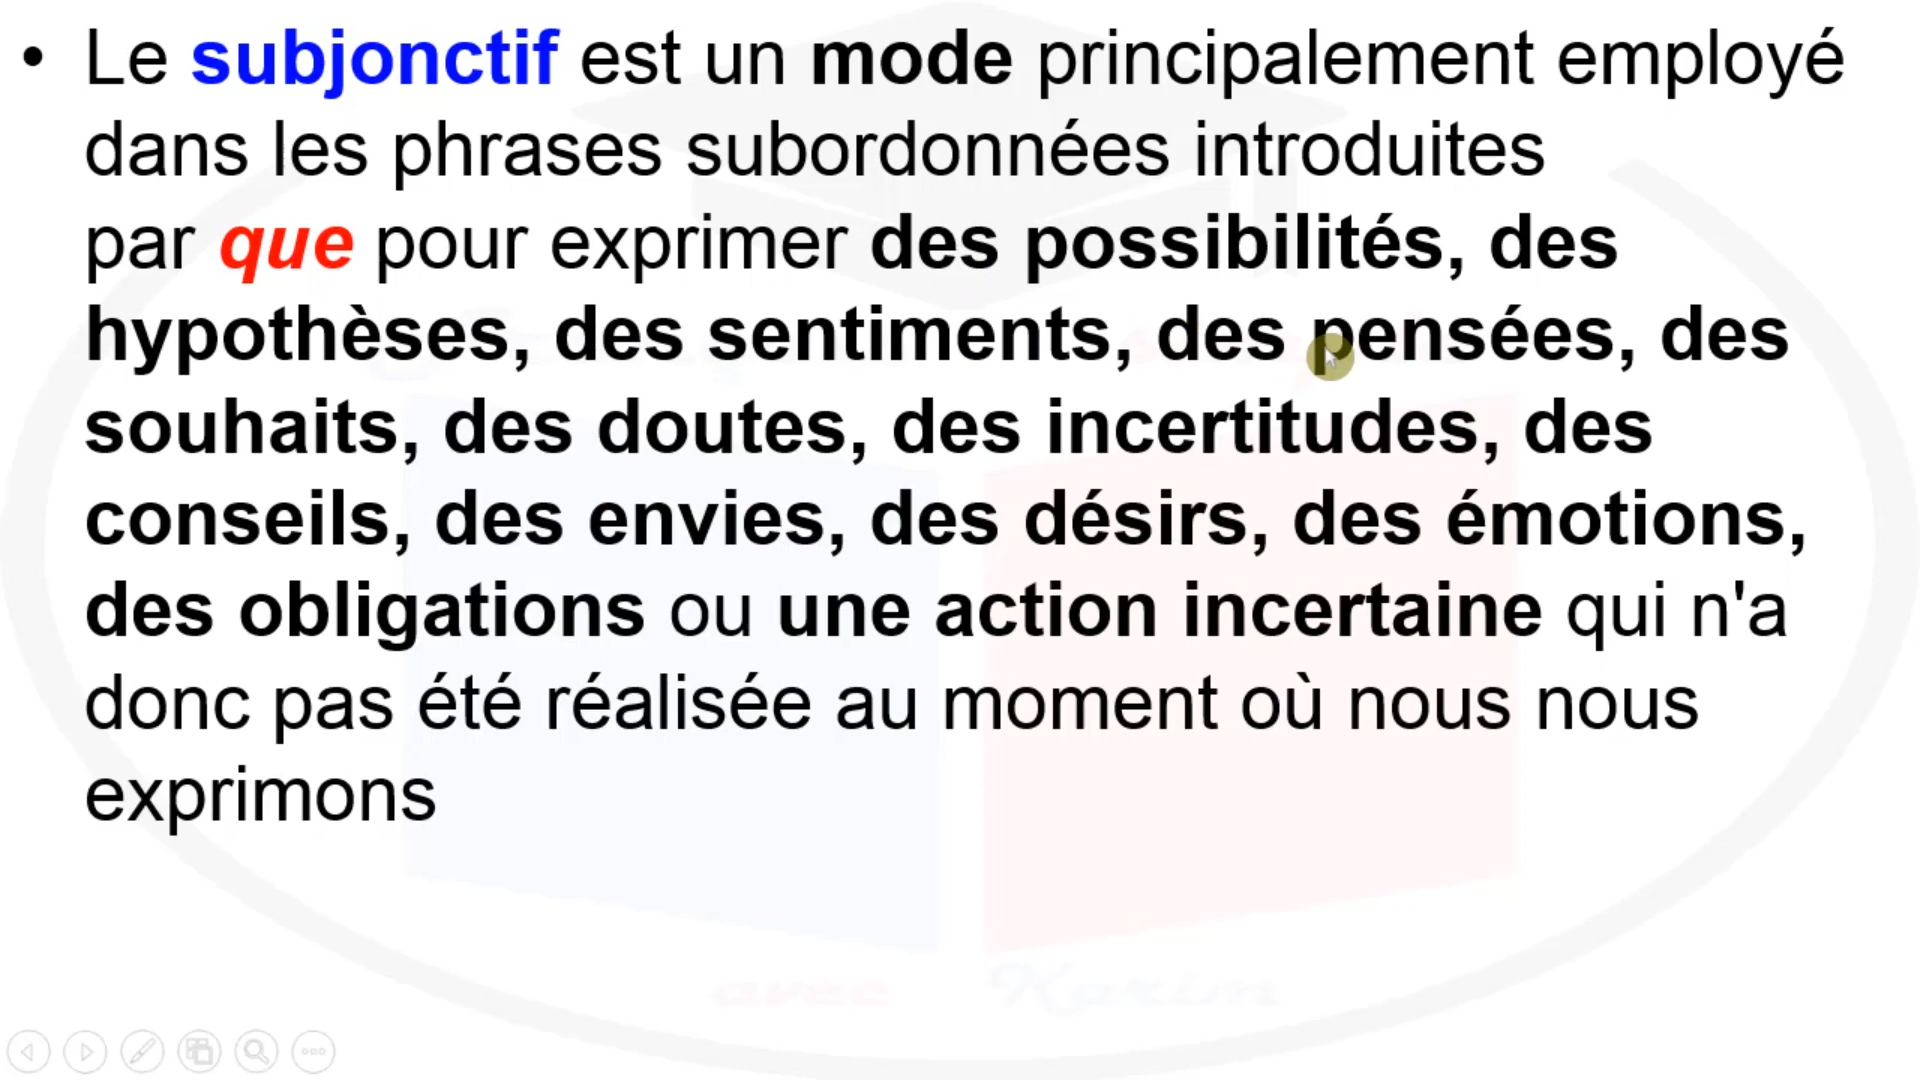 • Le subjonctif est un mode principalement employé
dans les phrases subordonnées introduites
par que pour exprimer des possibilités, des
hypothèses, des sentiments, des pensées, des
souhaits, des doutes, des incertitudes, des
conseils, des envies, des désirs, des émotions,
des obligations ou une action incertaine qui n'a
donc pas été réalisée au moment où nous nous
exprimons
avec Karim